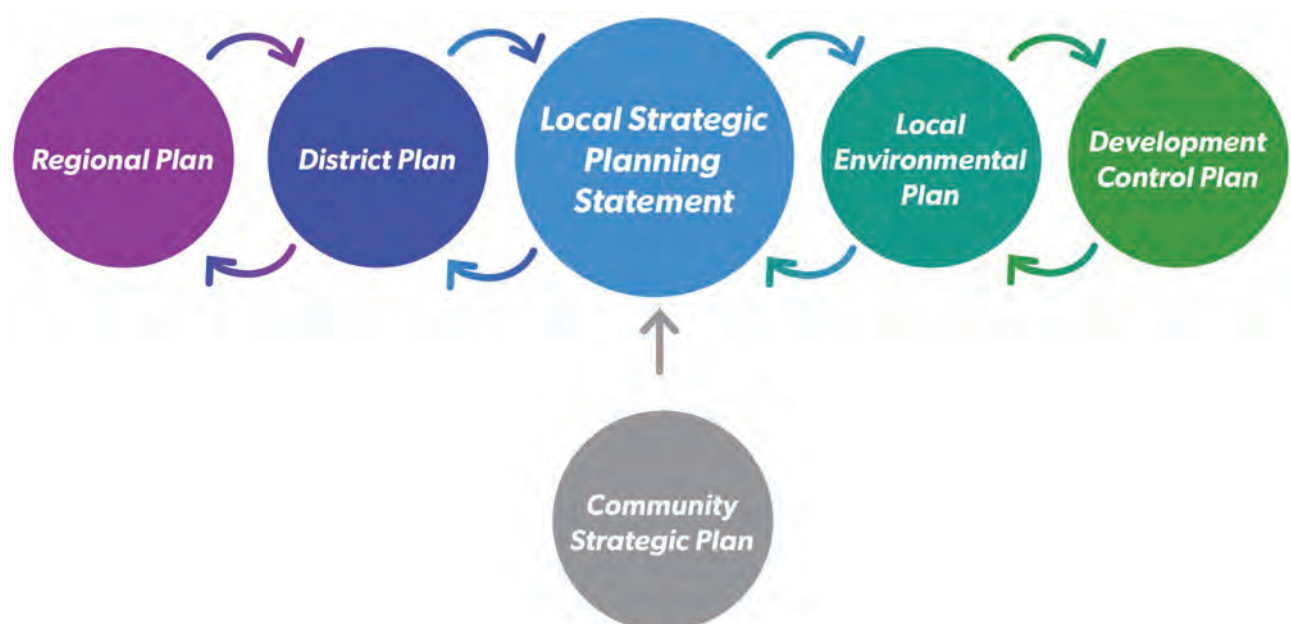 Regional Plan
District Plan
Local Strategic
Planning
Statement
Local
Environmental
Plan
Development
Control Plan
Community
Strategic Plan